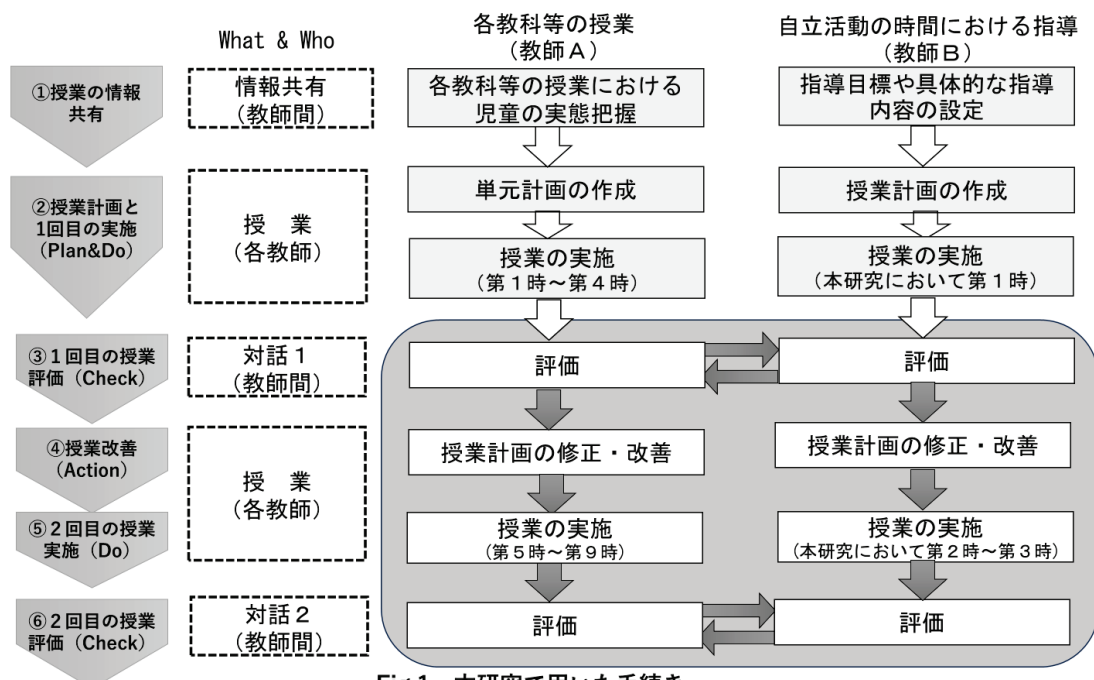 What & Who
各教科等の授業
(教師A)
自立活動の時間における指導
(教師B)
①授業の情報
共有
情報共有
(教師間)
各教科等の授業における
児童の実態把握
指導目標や具体的な指導
内容の設定
②授業計画と
1回目の実施
(Plan&Do)
授 業
(各教師)
単元計画の作成
授業計画の作成
授業の実施
(第1時~第4時)
授業の実施
(本研究において第1時)
③1回目の授業
評価(Check)
対話1
(教師間)
評価
評価
④授業改善
(Action)
授 業
(各教師)
授業計画の修正・改善
授業計画の修正・改善
⑤2回目の授業
実施(Do)
授業の実施
(第5時~第9時)
授業の実施
(本研究において第2時~第3時)
⑥2回目の授業
評価(Check)
対話2
(教師間)
評価
評価
Fig.1 本研究で用いた手続き